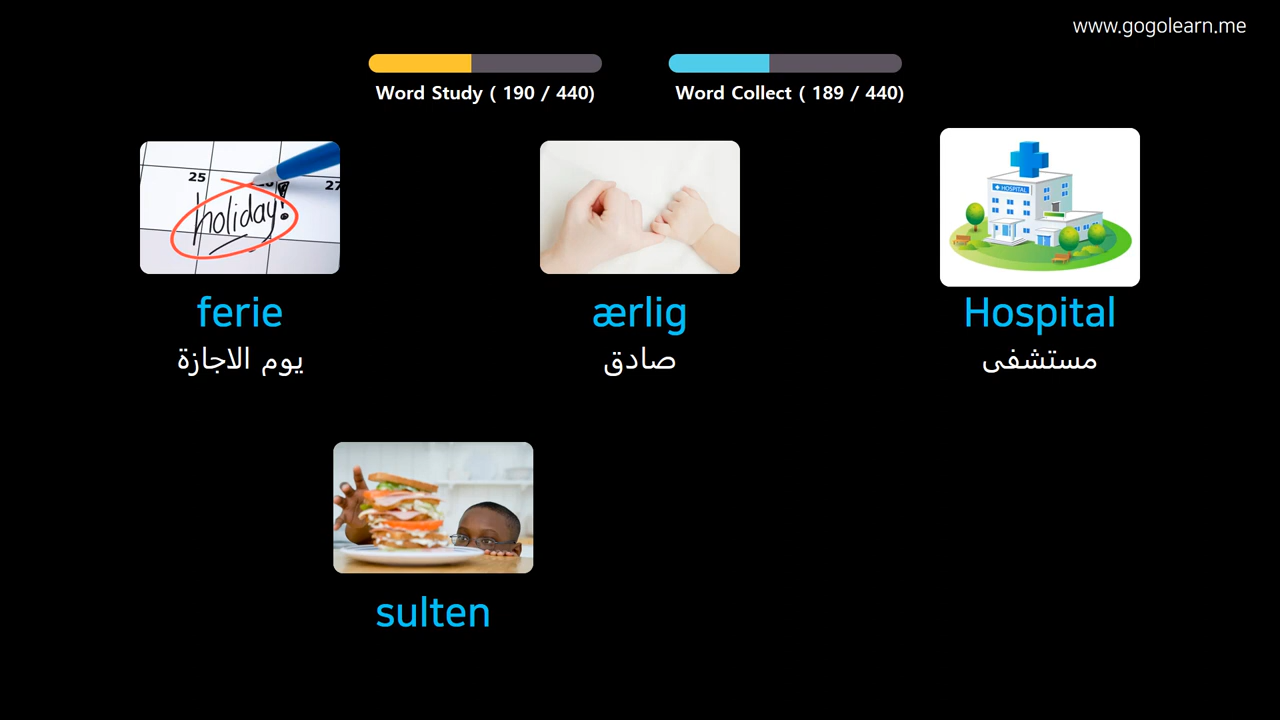 www.gogolearn.me
Word Study ( 190 / 440)
Word Collect ( 189 / 440)
25
27
holiday!
HOSPITAL
ferie
ærlig
Hospital
يوم الاجازة
صادق
مستشفى
sulten